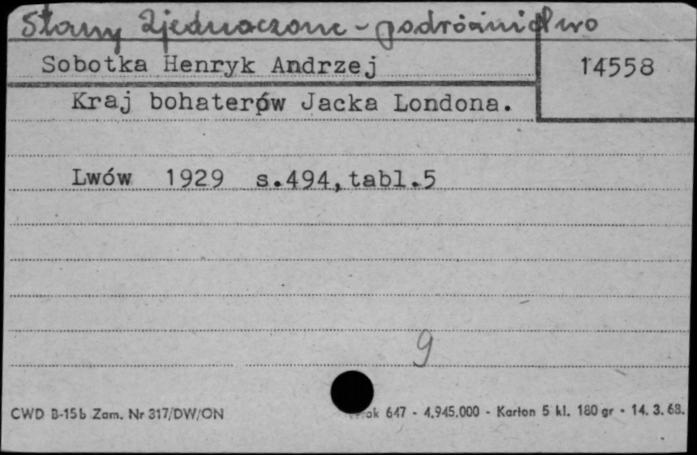 Stany Zjednoczone - podróżnictwo
Sobotka Henryk Andrzej
14558
Kraj bohaterów Jacka Londona.
Lwów 1929 s.494, tabl.5
9
CWD B-15b Zam. Nr 317/DW/ON
647 - 4.945.000 - Karton 5 kl. 180 gr - 14. 3. 68.